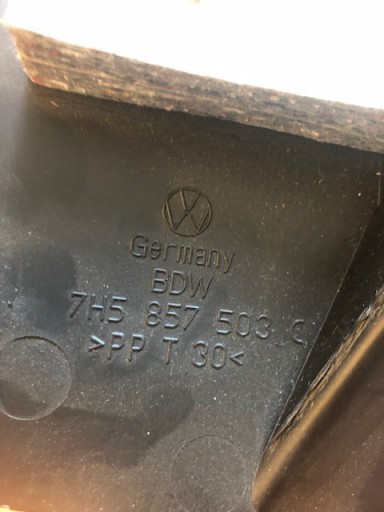 Germany
BDW
7H5 857 503 C
>PP T 30<